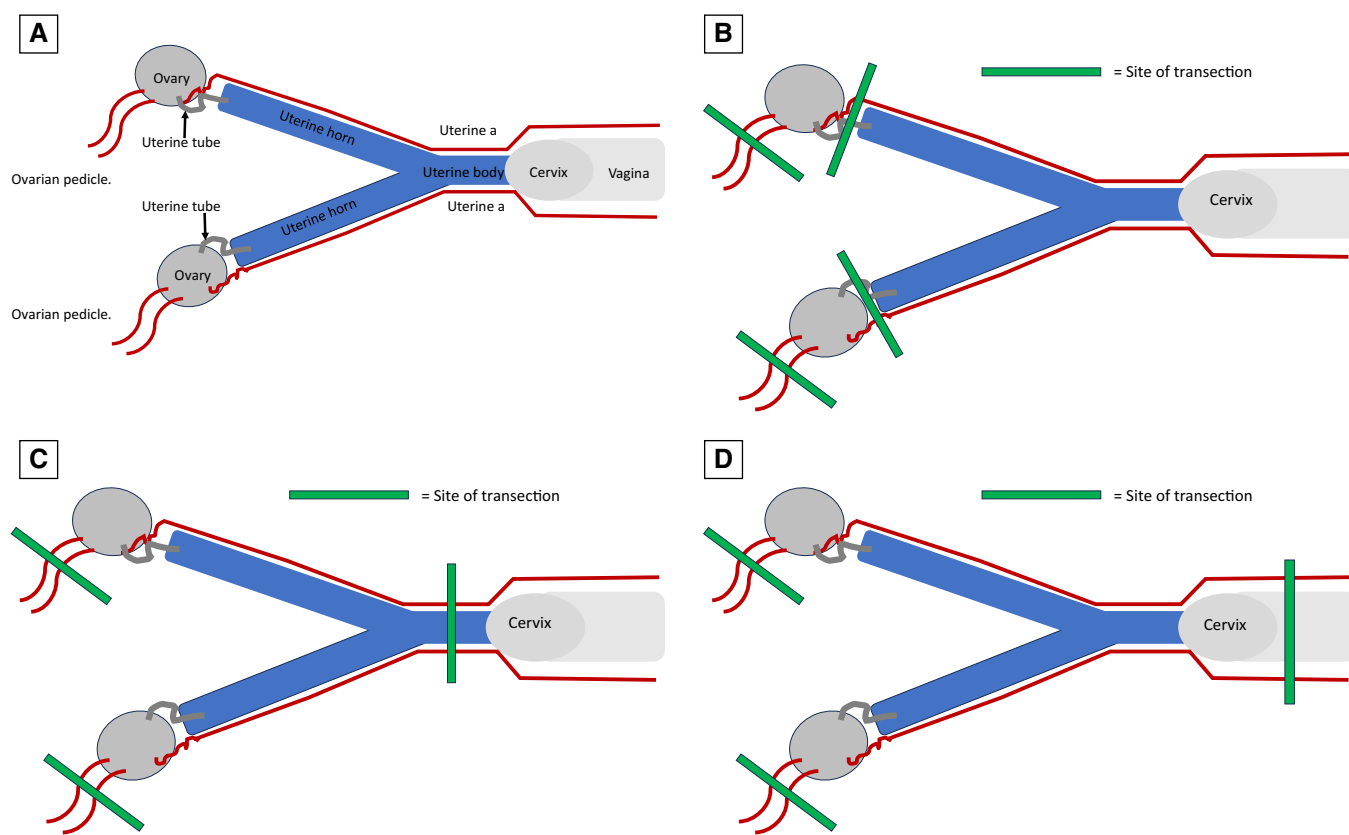 A
Ovary
Uterine tube
Ovarian pedicle.
Uterine horn
Uterine a
Uterine body
Cervix
Vagina
Uterine tube
Uterine horn
Uterine a
Ovary
Ovarian pedicle.
B
= Site of transection
Cervix
C
= Site of transection
Cervix
D
= Site of transection
Cervix